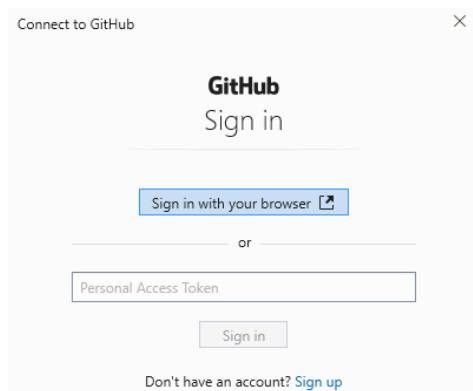 Connect to GitHub
GitHub
Sign in
Sign in with your browser
or
Personal Access Token
Sign in
Don't have an account? Sign up